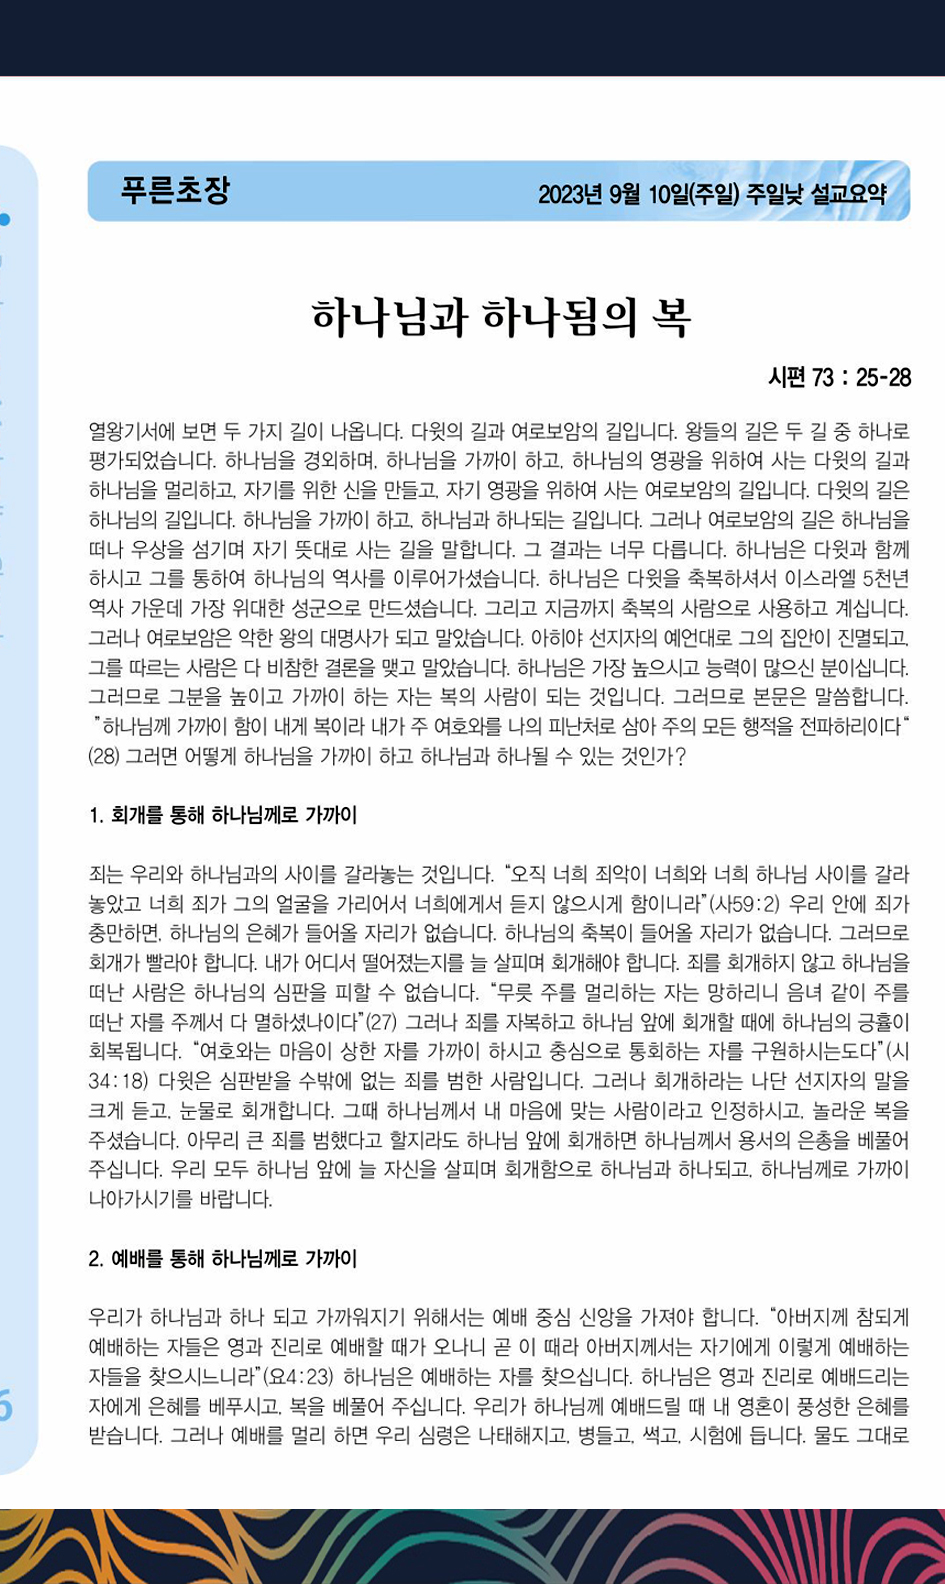 푸른초장
2023년 9월 10일(주일) 주일낮 설교요약
하나님과 하나됨의 복
시편 73 : 25-28
열왕기서에 보면 두 가지 길이 나옵니다. 다윗의 길과 여로보암의 길입니다. 왕들의 길은 두 길 중 하나로
평가되었습니다. 하나님을 경외하며, 하나님을 가까이 하고, 하나님의 영광을 위하여 사는 다윗의 길과
하나님을 멀리하고, 자기를 위한 신을 만들고, 자기 영광을 위하여 사는 여로보암의 길입니다. 다윗의 길은
하나님의 길입니다. 하나님을 가까이 하고, 하나님과 하나되는 길입니다. 그러나 여로보암의 길은 하나님을
떠나 우상을 섬기며 자기 뜻대로 사는 길을 말합니다. 그 결과는 너무 다릅니다. 하나님은 다윗과 함께
하시고 그를 통하여 하나님의 역사를 이루어가셨습니다. 하나님은 다윗을 축복하셔서 이스라엘 5천년
역사 가운데 가장 위대한 성군으로 만드셨습니다. 그리고 지금까지 축복의 사람으로 사용하고 계십니다.
그러나 여로보암은 악한 왕의 대명사가 되고 말았습니다. 아히야 선지자의 예언대로 그의 집안이 진멸되고,
그를 따르는 사람은 다 비참한 결론을 맺고 말았습니다. 하나님은 가장 높으시고 능력이 많으신 분이십니다.
그러므로 그분을 높이고 가까이 하는 자는 복의 사람이 되는 것입니다. 그러므로 본문은 말씀합니다.
”하나님께 가까이 함이 내게 복이라 내가 주 여호와를 나의 피난처로 삼아 주의 모든 행적을 전파하리이다“
(28) 그러면 어떻게 하나님을 가까이 하고 하나님과 하나될 수 있는 것인가?
1. 회개를 통해 하나님께로 가까이
죄는 우리와 하나님과의 사이를 갈라놓는 것입니다. “오직 너희 죄악이 너희와 너희 하나님 사이를 갈라
놓았고 너희 죄가 그의 얼굴을 가리어서 너희에게서 듣지 않으시게 함이니라”(사59:2) 우리 안에 죄가
충만하면, 하나님의 은혜가 들어올 자리가 없습니다. 하나님의 축복이 들어올 자리가 없습니다. 그러므로
회개가 빨라야 합니다. 내가 어디서 떨어졌는지를 늘 살피며 회개해야 합니다. 죄를 회개하지 않고 하나님을
떠난 사람은 하나님의 심판을 피할 수 없습니다. “무릇 주를 멀리하는 자는 망하리니 음녀 같이 주를
떠난 자를 주께서 다 멸하셨나이다”(27) 그러나 죄를 자복하고 하나님 앞에 회개할 때에 하나님의 긍휼이
회복됩니다. “여호와는 마음이 상한 자를 가까이 하시고 충심으로 통회하는 자를 구원하시는도다”(시
34:18) 다윗은 심판받을 수밖에 없는 죄를 범한 사람입니다. 그러나 회개하라는 나단 선지자의 말을
크게 듣고, 눈물로 회개합니다. 그때 하나님께서 내 마음에 맞는 사람이라고 인정하시고, 놀라운 복을
주셨습니다. 아무리 큰 죄를 범했다고 할지라도 하나님 앞에 회개하면 하나님께서 용서의 은총을 베풀어
주십니다. 우리 모두 하나님 앞에 늘 자신을 살피며 회개함으로 하나님과 하나되고, 하나님께로 가까이
나아가시기를 바랍니다.
2. 예배를 통해 하나님께로 가까이
우리가 하나님과 하나 되고 가까워지기 위해서는 예배 중심 신앙을 가져야 합니다. “아버지께 참되게
예배하는 자들은 영과 진리로 예배할 때가 오나니 곧 이 때라 아버지께서는 자기에게 이렇게 예배하는
자들을 찾으시느니라”(요4:23) 하나님은 예배하는 자를 찾으십니다. 하나님은 영과 진리로 예배드리는
자에게 은혜를 베푸시고, 복을 베풀어 주십니다. 우리가 하나님께 예배드릴 때 내 영혼이 풍성한 은혜를
받습니다. 그러나 예배를 멀리 하면 우리 심령은 나태해지고, 병들고, 썩고, 시험에 듭니다. 물도 그대로
6